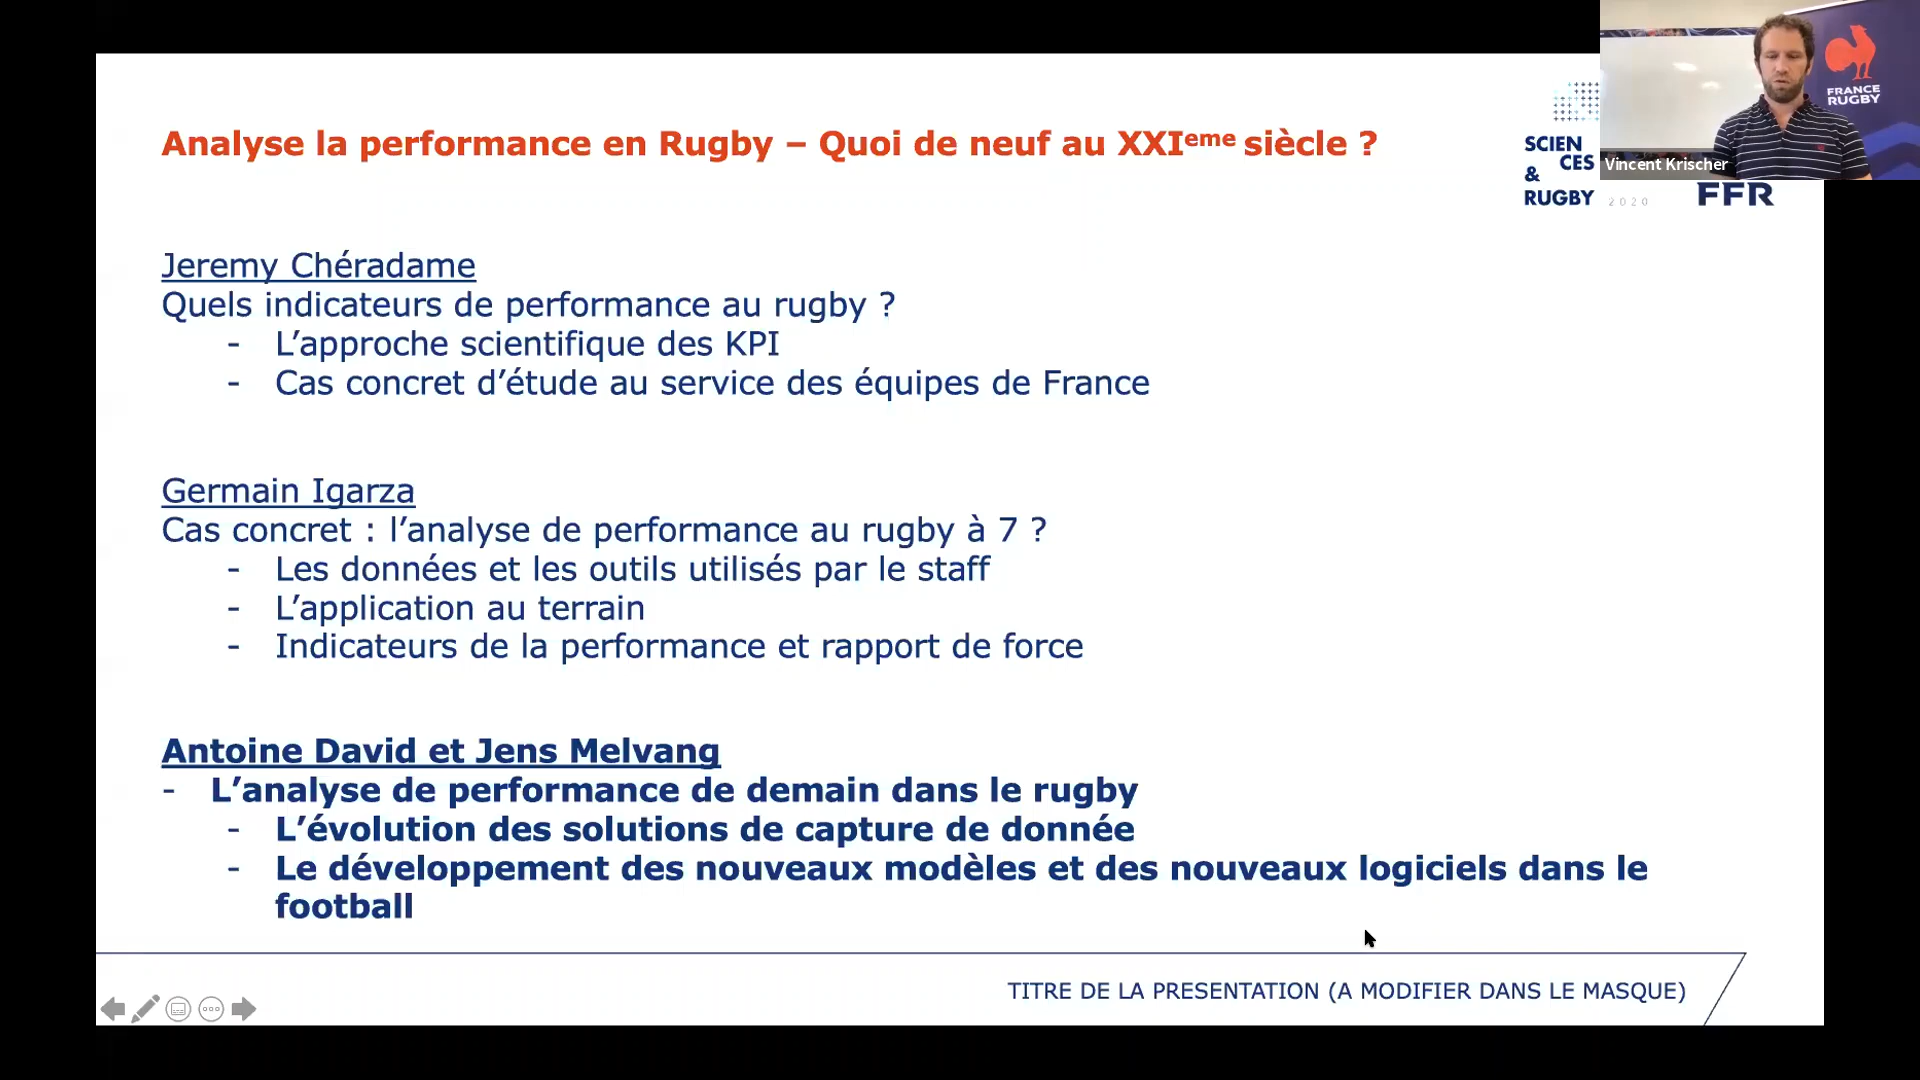 Analyse la performance en Rugby – Quoi de neuf au XXIeme siècle ?
SCIEN
CES
&
RUGBY
2020
FFR
FRANCE
RUGBY
Vincent Krischer
Jeremy Chéradame
Quels indicateurs de performance au rugby ?
- L’approche scientifique des KPI
- Cas concret d’étude au service des équipes de France
Germain Igarza
Cas concret : l’analyse de performance au rugby à 7 ?
- Les données et les outils utilisés par le staff
- L’application au terrain
- Indicateurs de la performance et rapport de force
Antoine David et Jens Melvang
- L’analyse de performance de demain dans le rugby
- L’évolution des solutions de capture de donnée
- Le développement des nouveaux modèles et des nouveaux logiciels dans le
football
TITRE DE LA PRESENTATION (A MODIFIER DANS LE MASQUE)